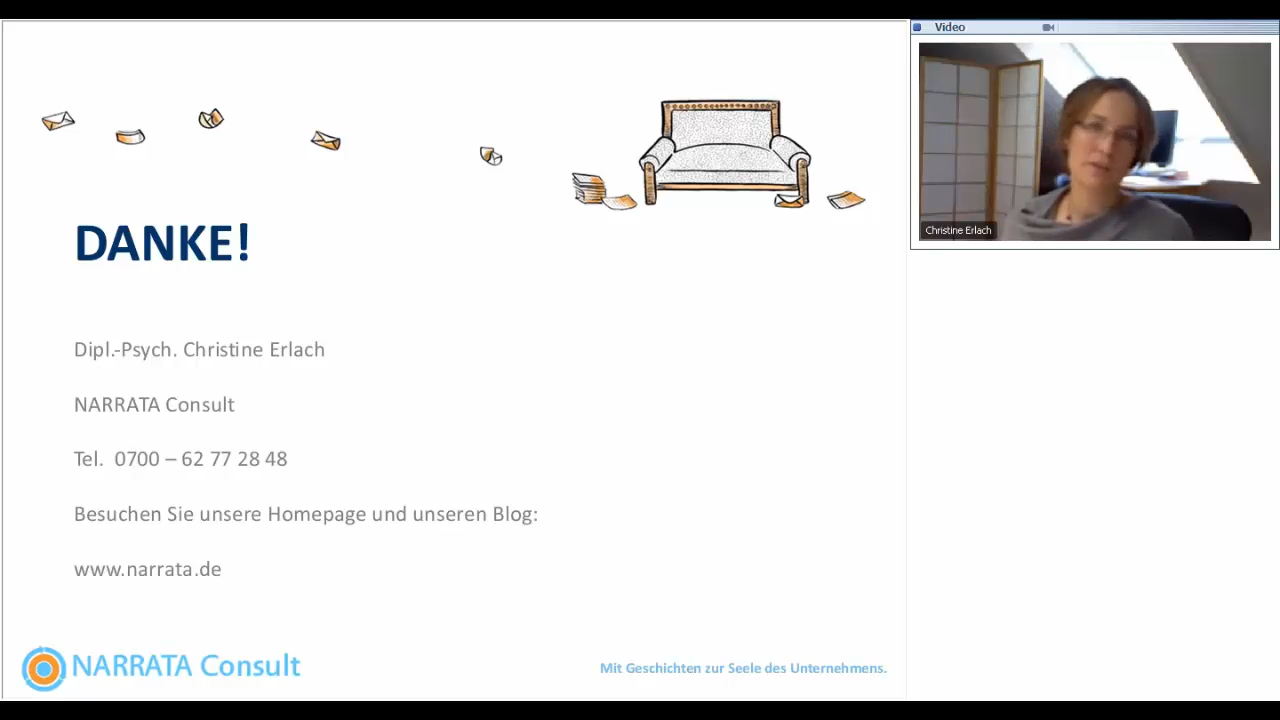 Video
Christine Erlach
DANKE!
Dipl.-Psych. Christine Erlach
NARRATA Consult
Tel.  0700 – 62 77 28 48
Besuchen Sie unsere Homepage und unseren Blog:
www.narrata.de
NARRATA Consult
Mit Geschichten zur Seele des Unternehmens.